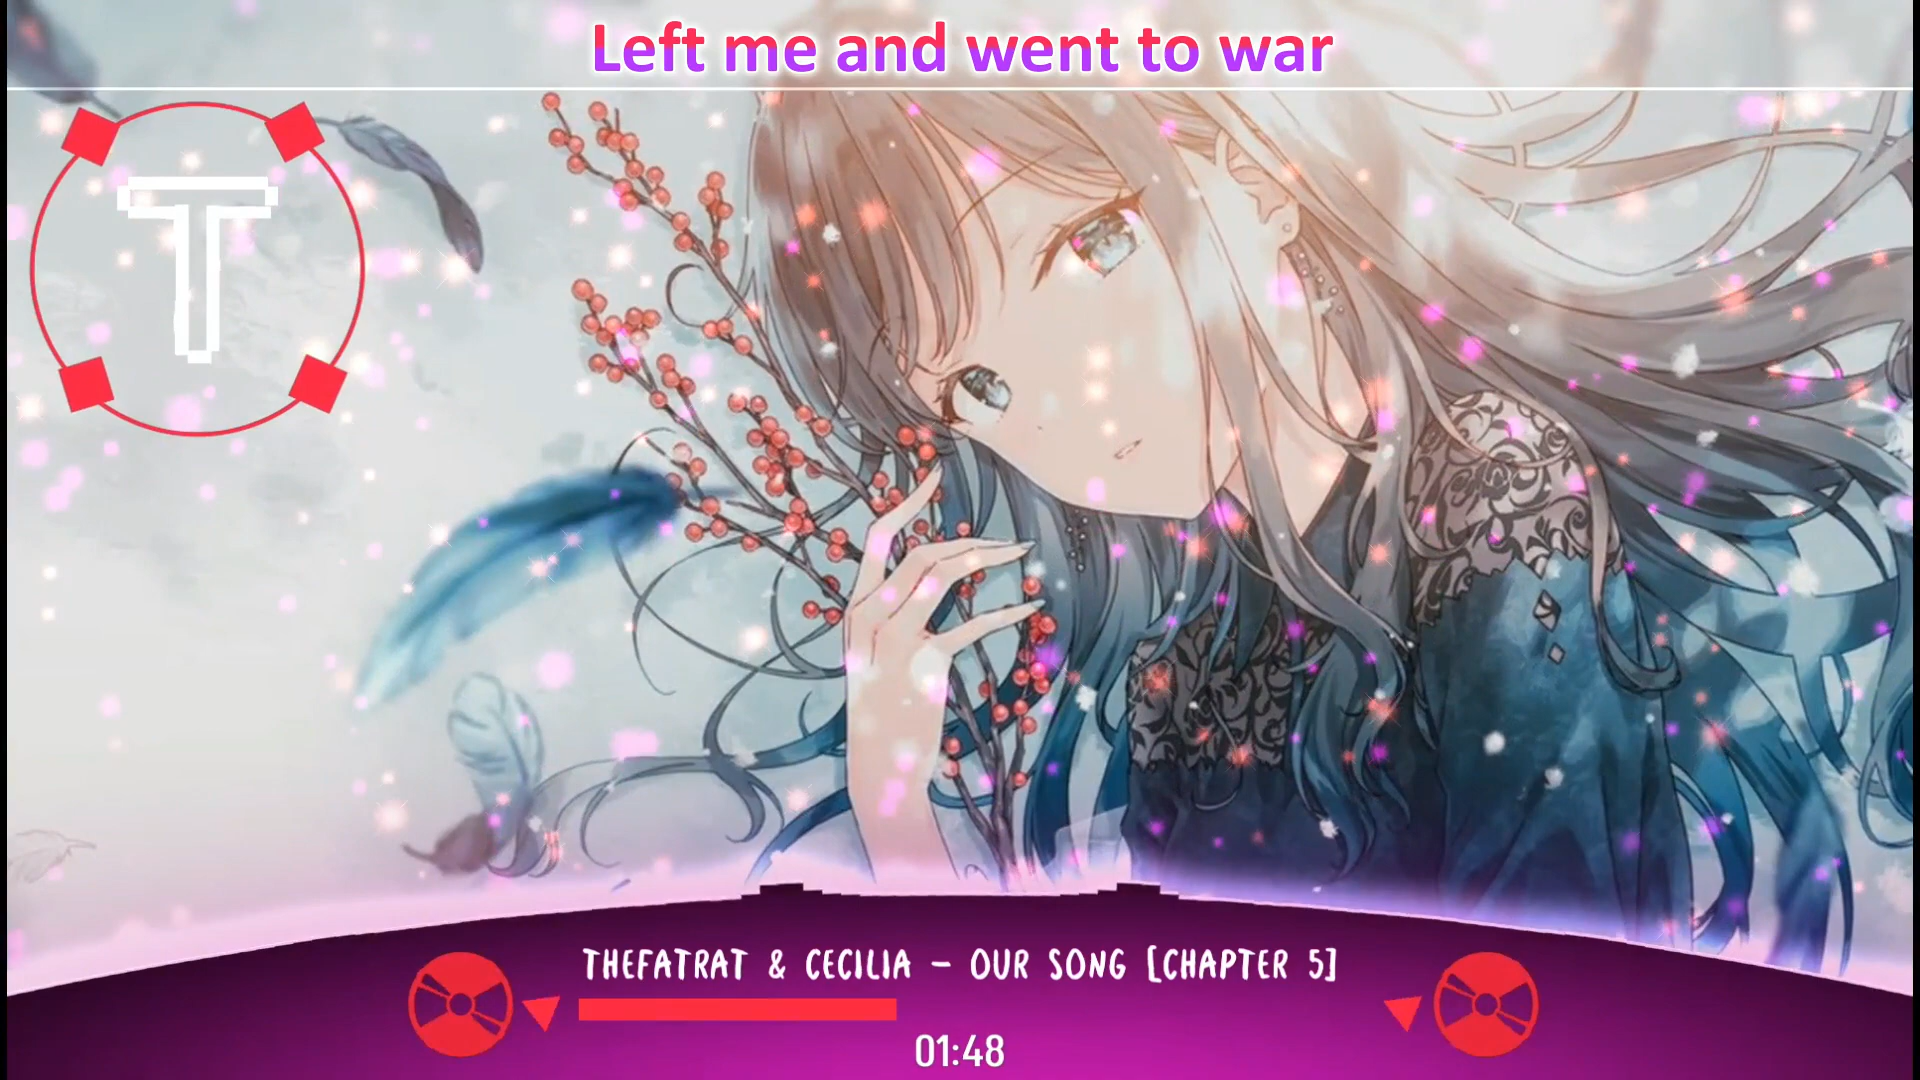 Left me and went to war
T
THEFATRAT & CECILIA - OUR SONG [CHAPTER 5]
01:48